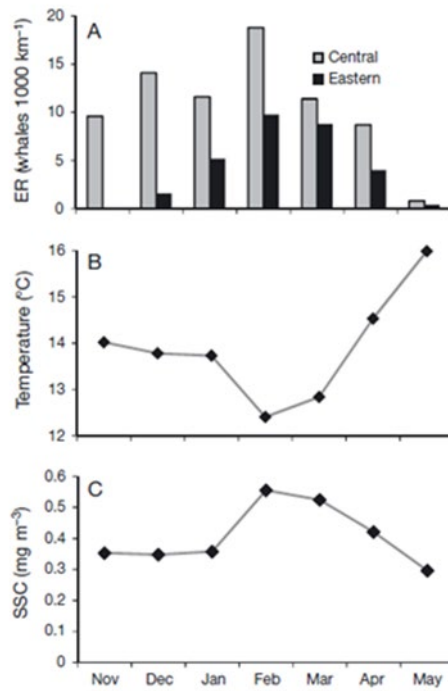 A
ER (whales 1000 km⁻¹)
20
15
10
5
0
Central
Eastern
B
Temperature (°C)
16
15
14
13
12
C
SSC (mg m⁻³)
0.6
0.5
0.4
0.3
0.2
0.1
0
Nov Dec Jan Feb Mar Apr May